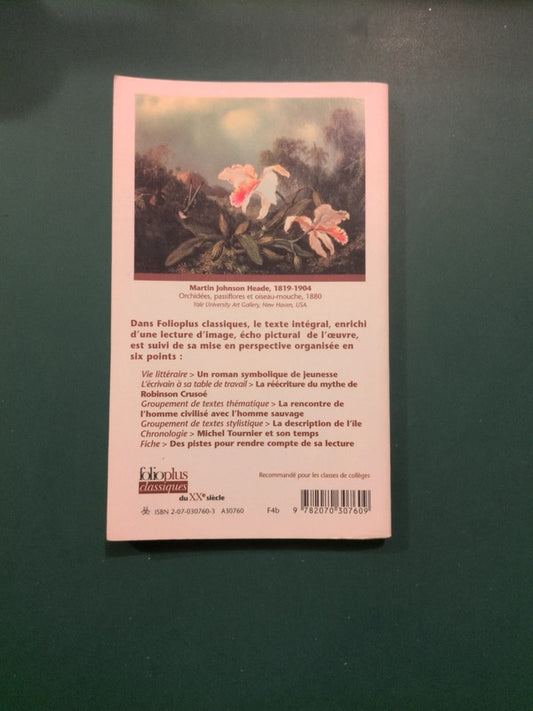 Martin Johnson Heade, 1819-1904
Orchidées, passiflores et oiseau-mouche, 1880
Yale University Art Gallery, New Haven, USA
Dans Folioplus classiques, le texte intégral, enrichi
d'une lecture d'image, écho pictural de l'œuvre,
est suivi de sa mise en perspective organisée en
six points :
Vie littéraire > Un roman symbolique de jeunesse
L'écrivain à sa table de travail > La réécriture du mythe de
Robinson Crusoé
Groupement de textes thématique > La rencontre de
l'homme civilisé avec l'homme sauvage
Groupement de textes stylistique > La description de l'île
Chronologie > Michel Tournier et son temps
Fiche > Des pistes pour rendre compte de sa lecture
folioplus
classiques
du XXe siècle
Recommandé pour les classes de collèges
ISBN 2-07-030760-3 A30760 F4b 9 782070 307609